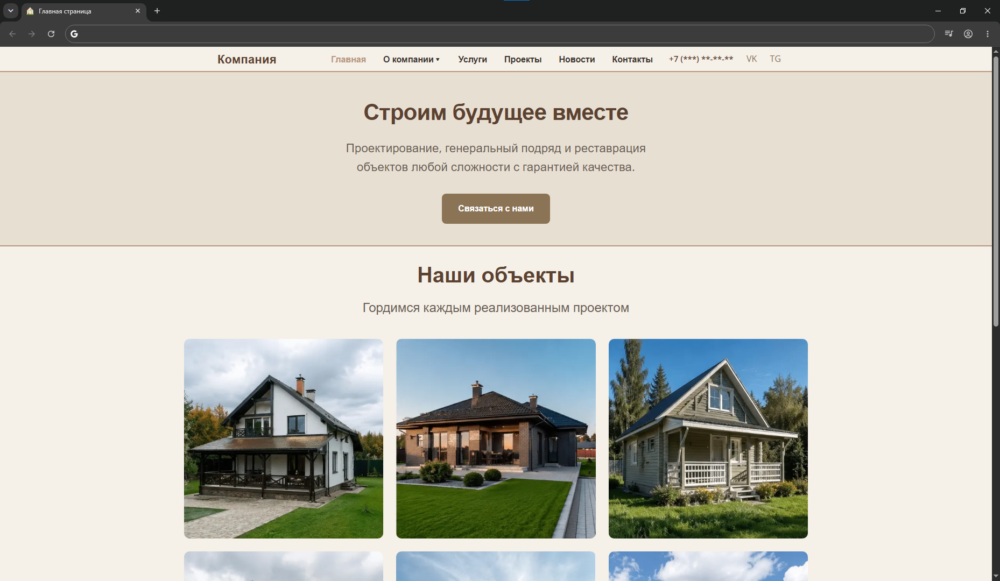 Главная страница
Компания
Главная
О компании
Услуги
Проекты
Новости
Контакты
+7 (***) **-**-**
VK
TG
Строим будущее вместе
Проектирование, генеральный подряд и реставрация
объектов любой сложности с гарантией качества.
Связаться с нами
Наши объекты
Гордимся каждым реализованным проектом